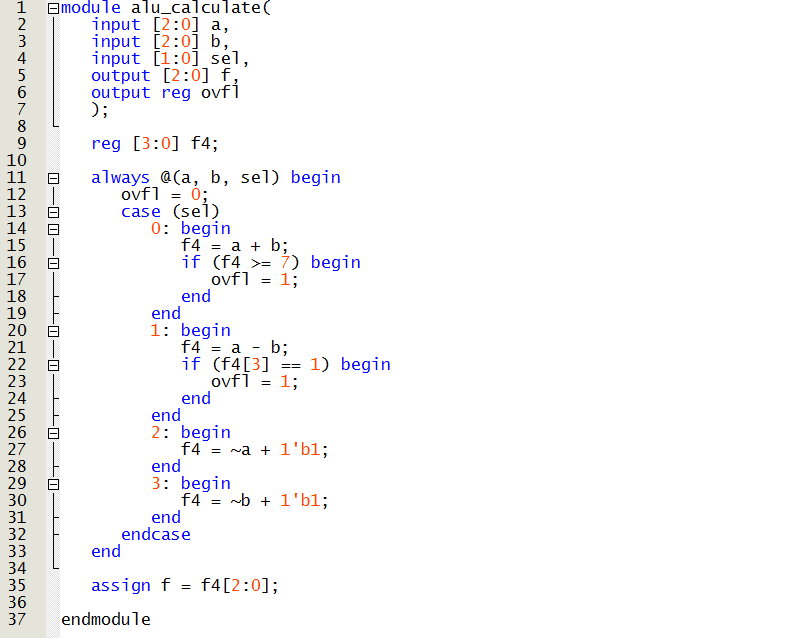 1 module alu_calculate(
2 input [2:0] a,
3 input [2:0] b,
4 input [1:0] sel,
5 output [2:0] f,
6 output reg ovfl
7 );
8
9 reg [3:0] f4;
10
11 always @(a, b, sel) begin
12 ovfl = 0;
13 case (sel)
14 0: begin
15 f4 = a + b;
16 if (f4 >= 7) begin
17 ovfl = 1;
18 end
19 end
20 1: begin
21 f4 = a - b;
22 if (f4[3] == 1) begin
23 ovfl = 1;
24 end
25 end
26 2: begin
27 f4 = ~a + 1'b1;
28 end
29 3: begin
30 f4 = ~b + 1'b1;
31 end
32 endcase
33 end
34
35 assign f = f4[2:0];
36
37 endmodule